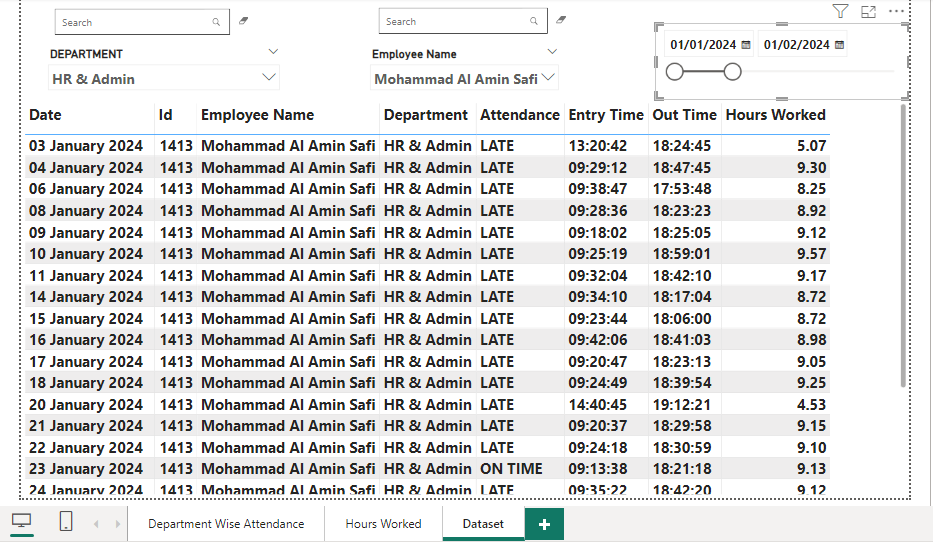 Search Search
DEPARTMENT Employee Name
01/01/2024 01/02/2024
HR & Admin Mohammad Al Amin Safi
Date Id Employee Name Department Attendance Entry Time Out Time Hours Worked
03 January 2024 1413 Mohammad Al Amin Safi HR & Admin LATE 13:20:42 18:24:45 5.07
04 January 2024 1413 Mohammad Al Amin Safi HR & Admin LATE 09:29:12 18:47:45 9.30
06 January 2024 1413 Mohammad Al Amin Safi HR & Admin LATE 09:38:47 17:53:48 8.25
08 January 2024 1413 Mohammad Al Amin Safi HR & Admin LATE 09:28:36 18:23:23 8.92
09 January 2024 1413 Mohammad Al Amin Safi HR & Admin LATE 09:18:02 18:25:05 9.12
10 January 2024 1413 Mohammad Al Amin Safi HR & Admin LATE 09:25:19 18:59:01 9.57
11 January 2024 1413 Mohammad Al Amin Safi HR & Admin LATE 09:32:04 18:42:10 9.17
14 January 2024 1413 Mohammad Al Amin Safi HR & Admin LATE 09:34:10 18:17:04 8.72
15 January 2024 1413 Mohammad Al Amin Safi HR & Admin LATE 09:23:44 18:06:00 8.72
16 January 2024 1413 Mohammad Al Amin Safi HR & Admin LATE 09:42:06 18:41:03 8.98
17 January 2024 1413 Mohammad Al Amin Safi HR & Admin LATE 09:20:47 18:23:13 9.05
18 January 2024 1413 Mohammad Al Amin Safi HR & Admin LATE 09:24:49 18:39:54 9.25
20 January 2024 1413 Mohammad Al Amin Safi HR & Admin LATE 14:40:45 19:12:21 4.53
21 January 2024 1413 Mohammad Al Amin Safi HR & Admin LATE 09:20:37 18:29:58 9.15
22 January 2024 1413 Mohammad Al Amin Safi HR & Admin LATE 09:24:18 18:30:59 9.10
23 January 2024 1413 Mohammad Al Amin Safi HR & Admin ON TIME 09:13:38 18:21:18 9.13
24 January 2024 1413 Mohammad Al Amin Safi HR & Admin LATE 09:35:22 18:42:20 9.12
Department Wise Attendance Hours Worked Dataset